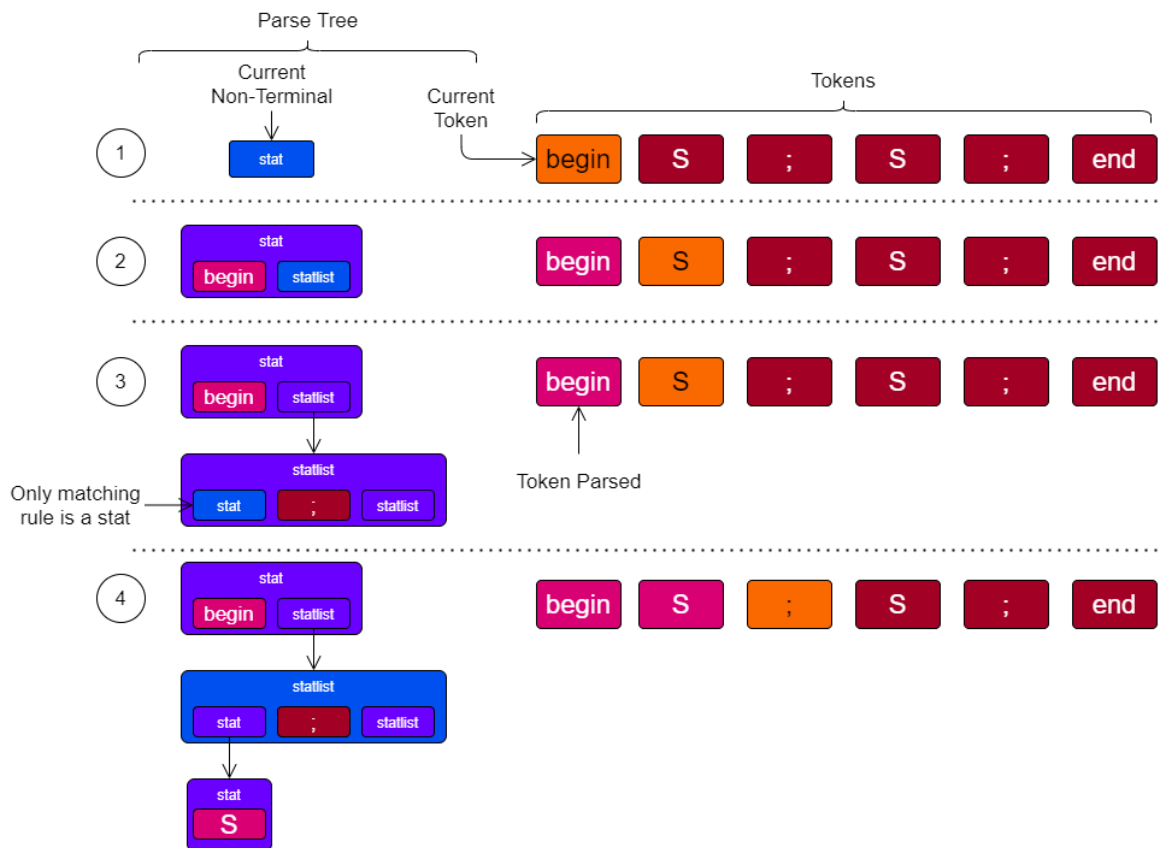 Parse Tree
Current
Non-Terminal
Current
Token
Tokens
1
stat
begin S ; S ; end
2
stat
begin statlist
begin S ; S ; end
3
stat
begin statlist
begin S ; S ; end
Token Parsed
statlist
Only matching
rule is a stat
stat ; statlist
4
stat
begin statlist
begin S ; S ; end
statlist
stat ; statlist
stat
S